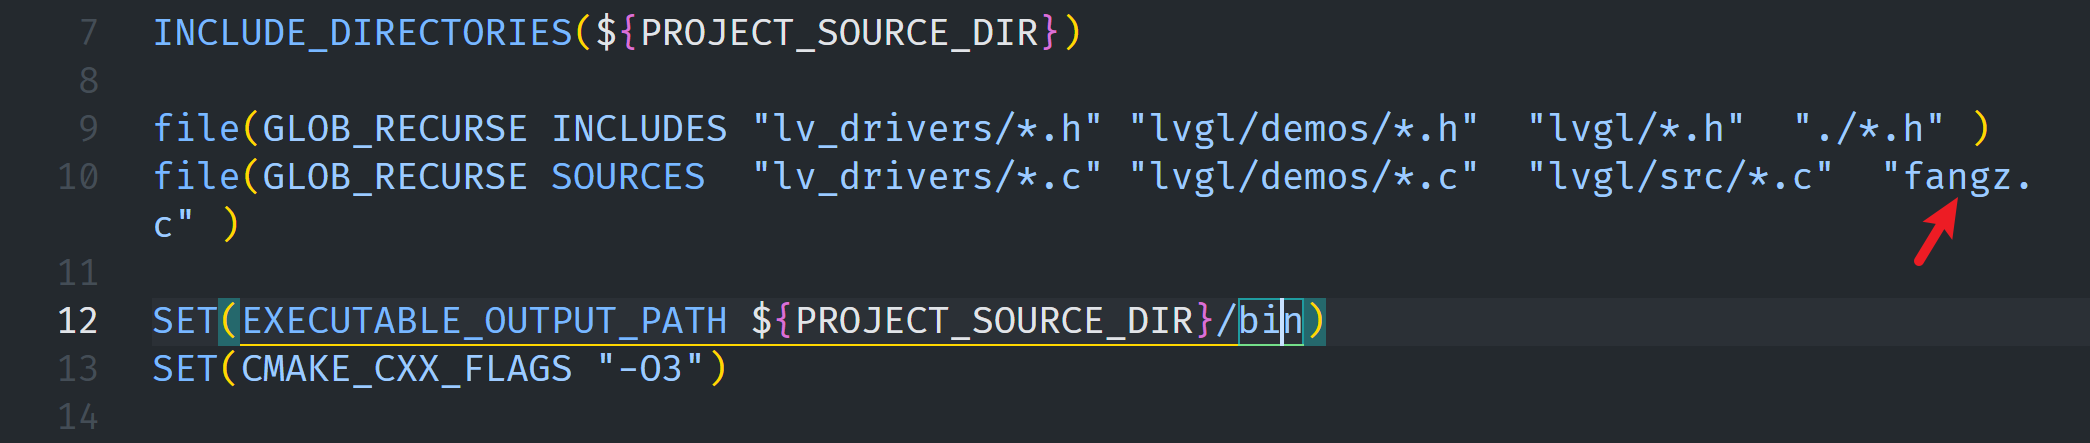 7 INCLUDE_DIRECTORIES(${PROJECT_SOURCE_DIR})
8
9 file(GLOB_RECURSE INCLUDES "lv_drivers/*.h" "lvgl/demos/*.h"  "lvgl/*.h"  "./*.h" )
10 file(GLOB_RECURSE SOURCES  "lv_drivers/*.c" "lvgl/demos/*.c"  "lvgl/src/*.c"  "fangz.
c" )
11
12 SET(EXECUTABLE_OUTPUT_PATH ${PROJECT_SOURCE_DIR}/bin)
13 SET(CMAKE_CXX_FLAGS "-O3")
14